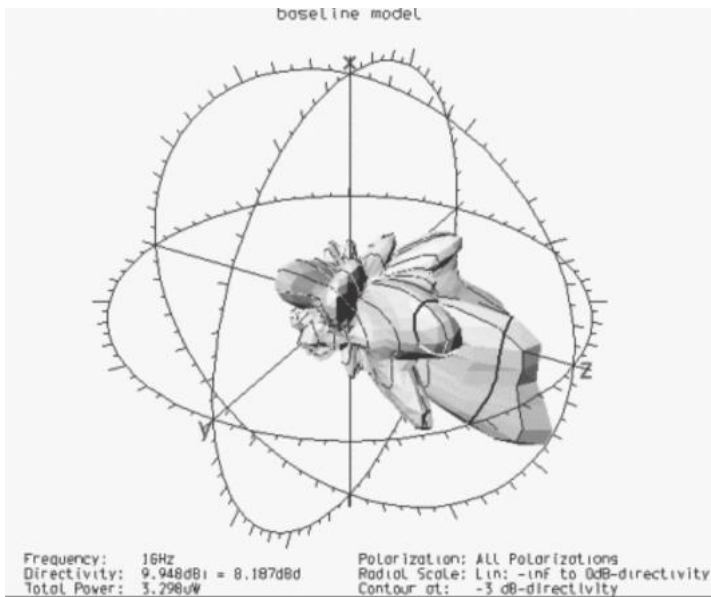 baseline model
X
Z
Y
Frequency: 1GHz Polarization: All Polarizations
Directivity: 9.948dBi = 8.187dBd Radial Scale: Lin: -inf to 0dB-directivity
Total Power: 3.298uW Contour at: -3 dB-directivity